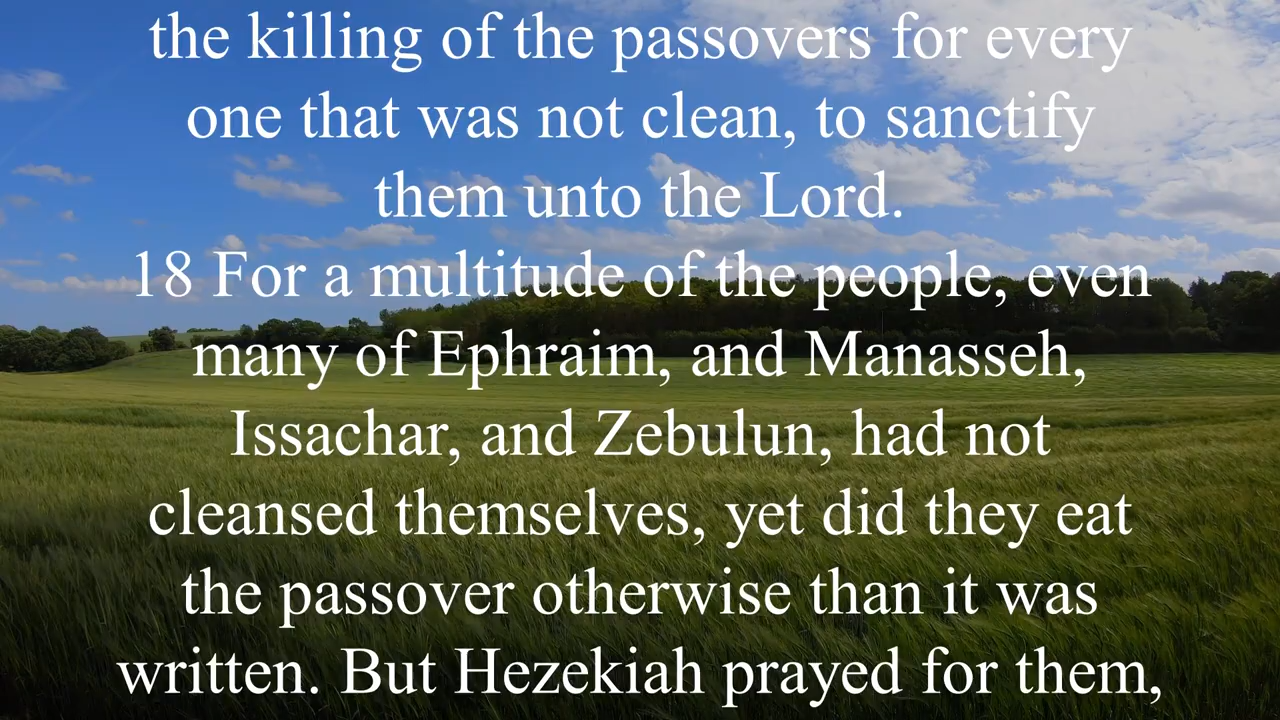 the killing of the passovers for every
one that was not clean, to sanctify
them unto the Lord.
18 For a multitude of the people, even
many of Ephraim, and Manasseh,
Issachar, and Zebulun, had not
cleansed themselves, yet did they eat
the passover otherwise than it was
written. But Hezekiah prayed for them,